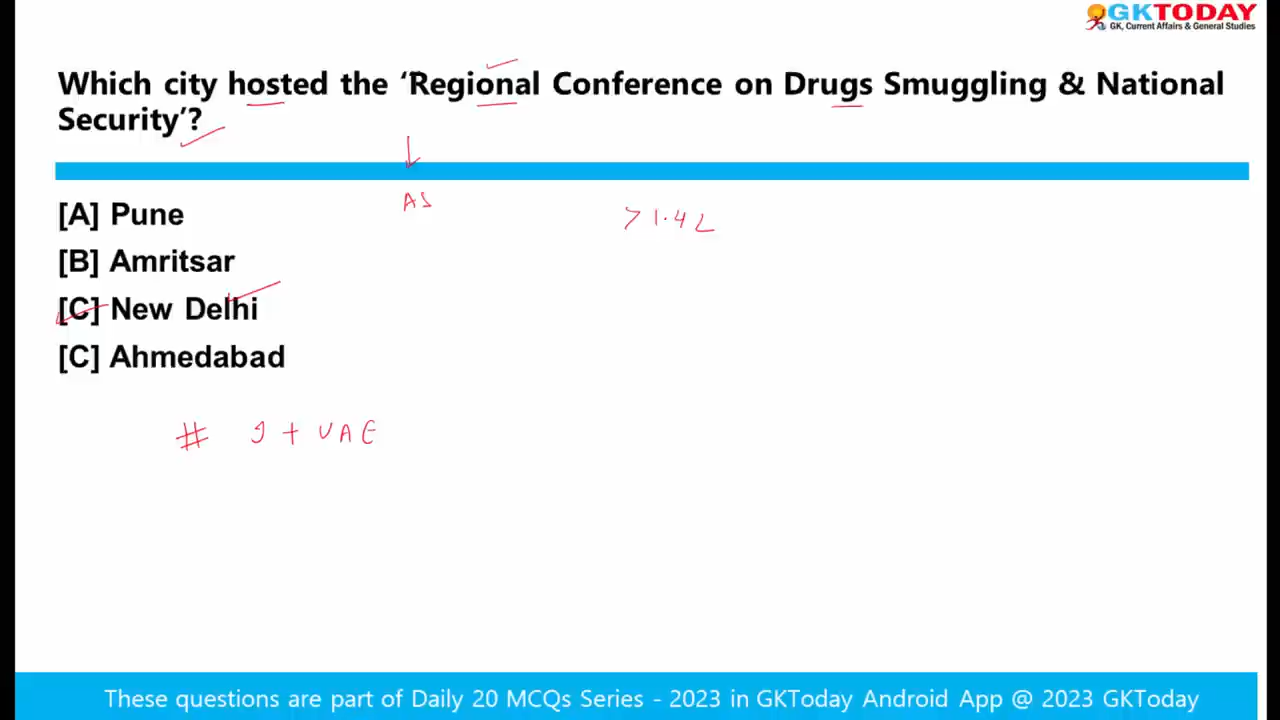 GKTODAY
GK, Current Affairs & General Studies
Which city hosted the ‘Regional Conference on Drugs Smuggling & National
Security’?
AS
>1.4L
[A] Pune
[B] Amritsar
[C] New Delhi
[C] Ahmedabad
# I + UAE
These questions are part of Daily 20 MCQs Series - 2023 in GKToday Android App @ 2023 GKToday